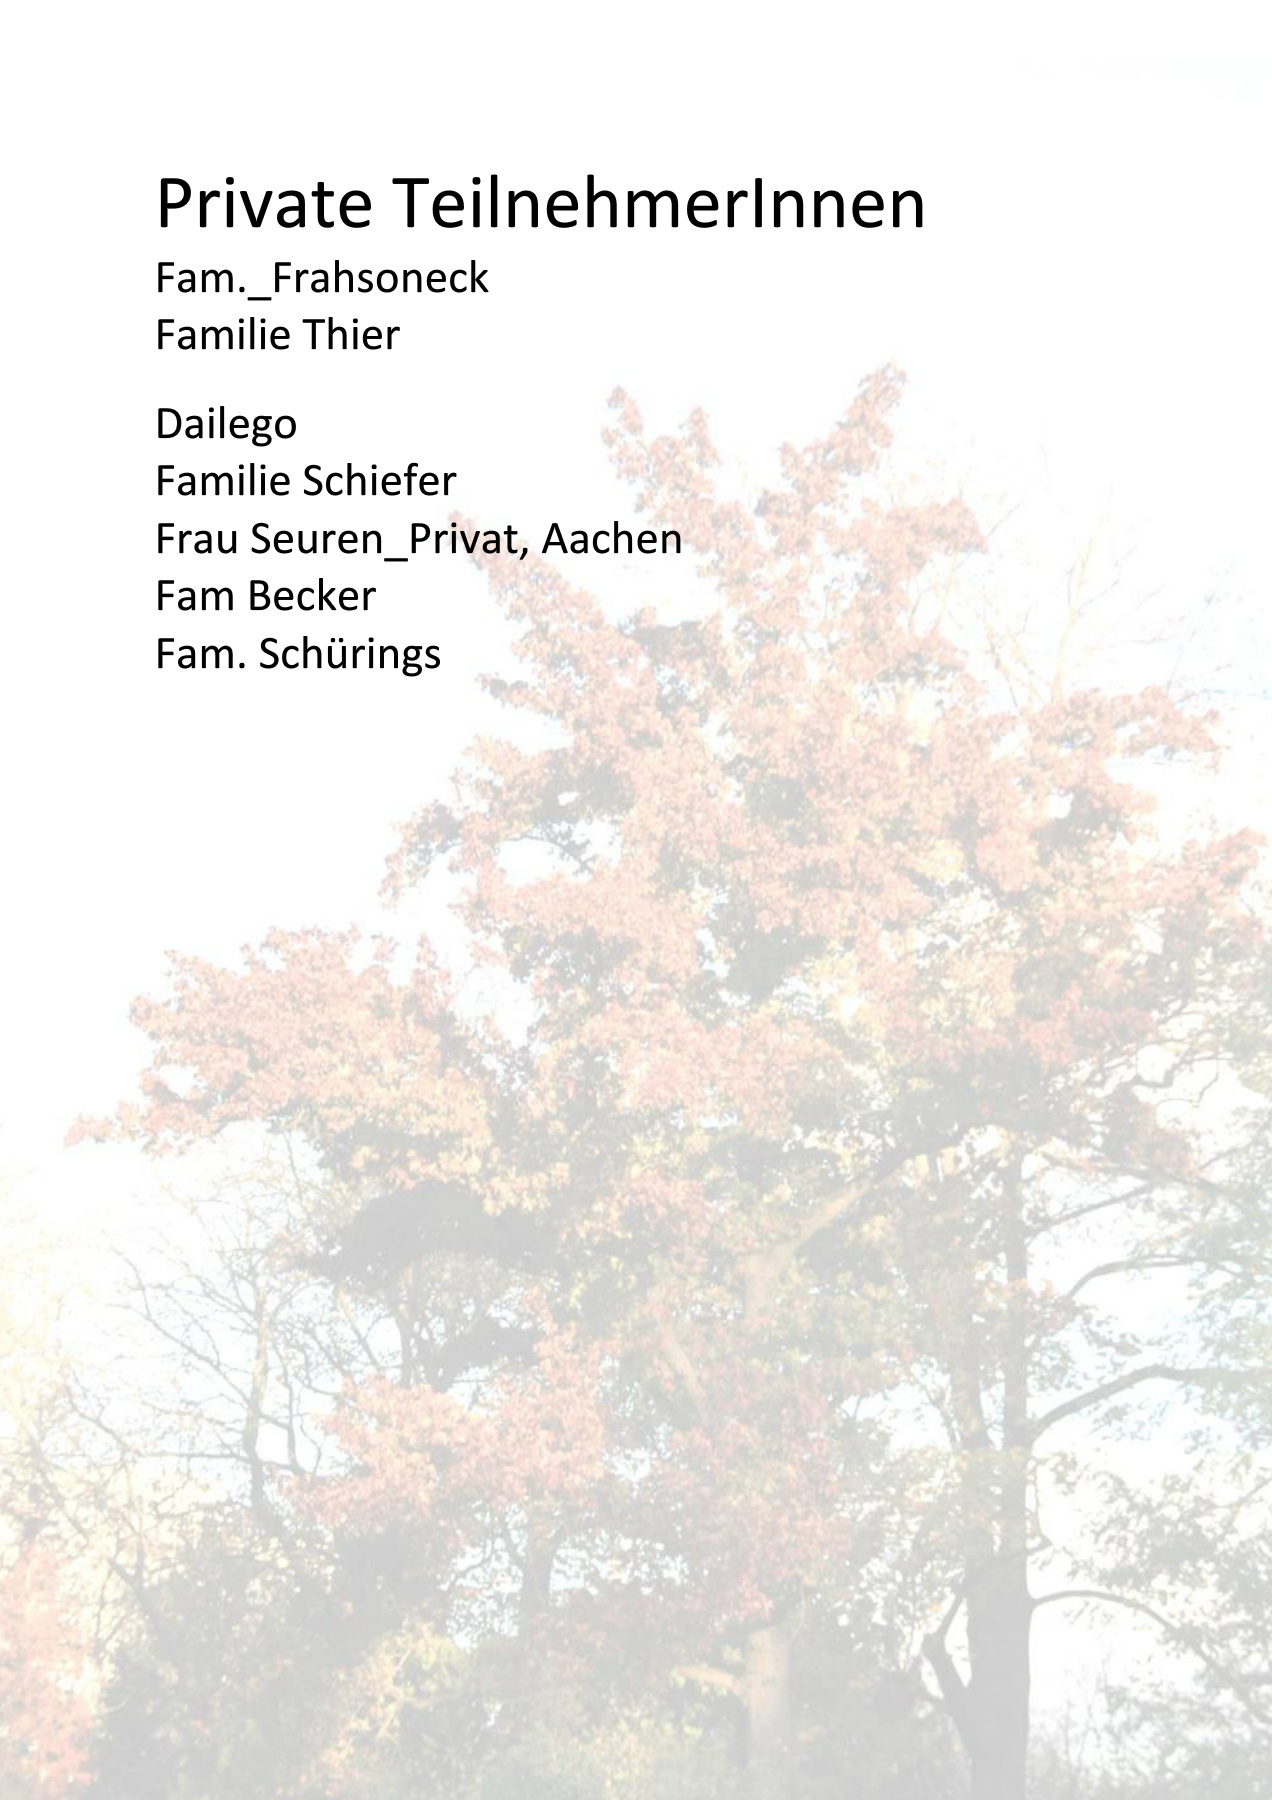 Private TeilnehmerInnen
Fam._Frahsoneck
Familie Thier
Dailego
Familie Schiefer
Frau Seuren_Privat, Aachen
Fam Becker
Fam. Schürings